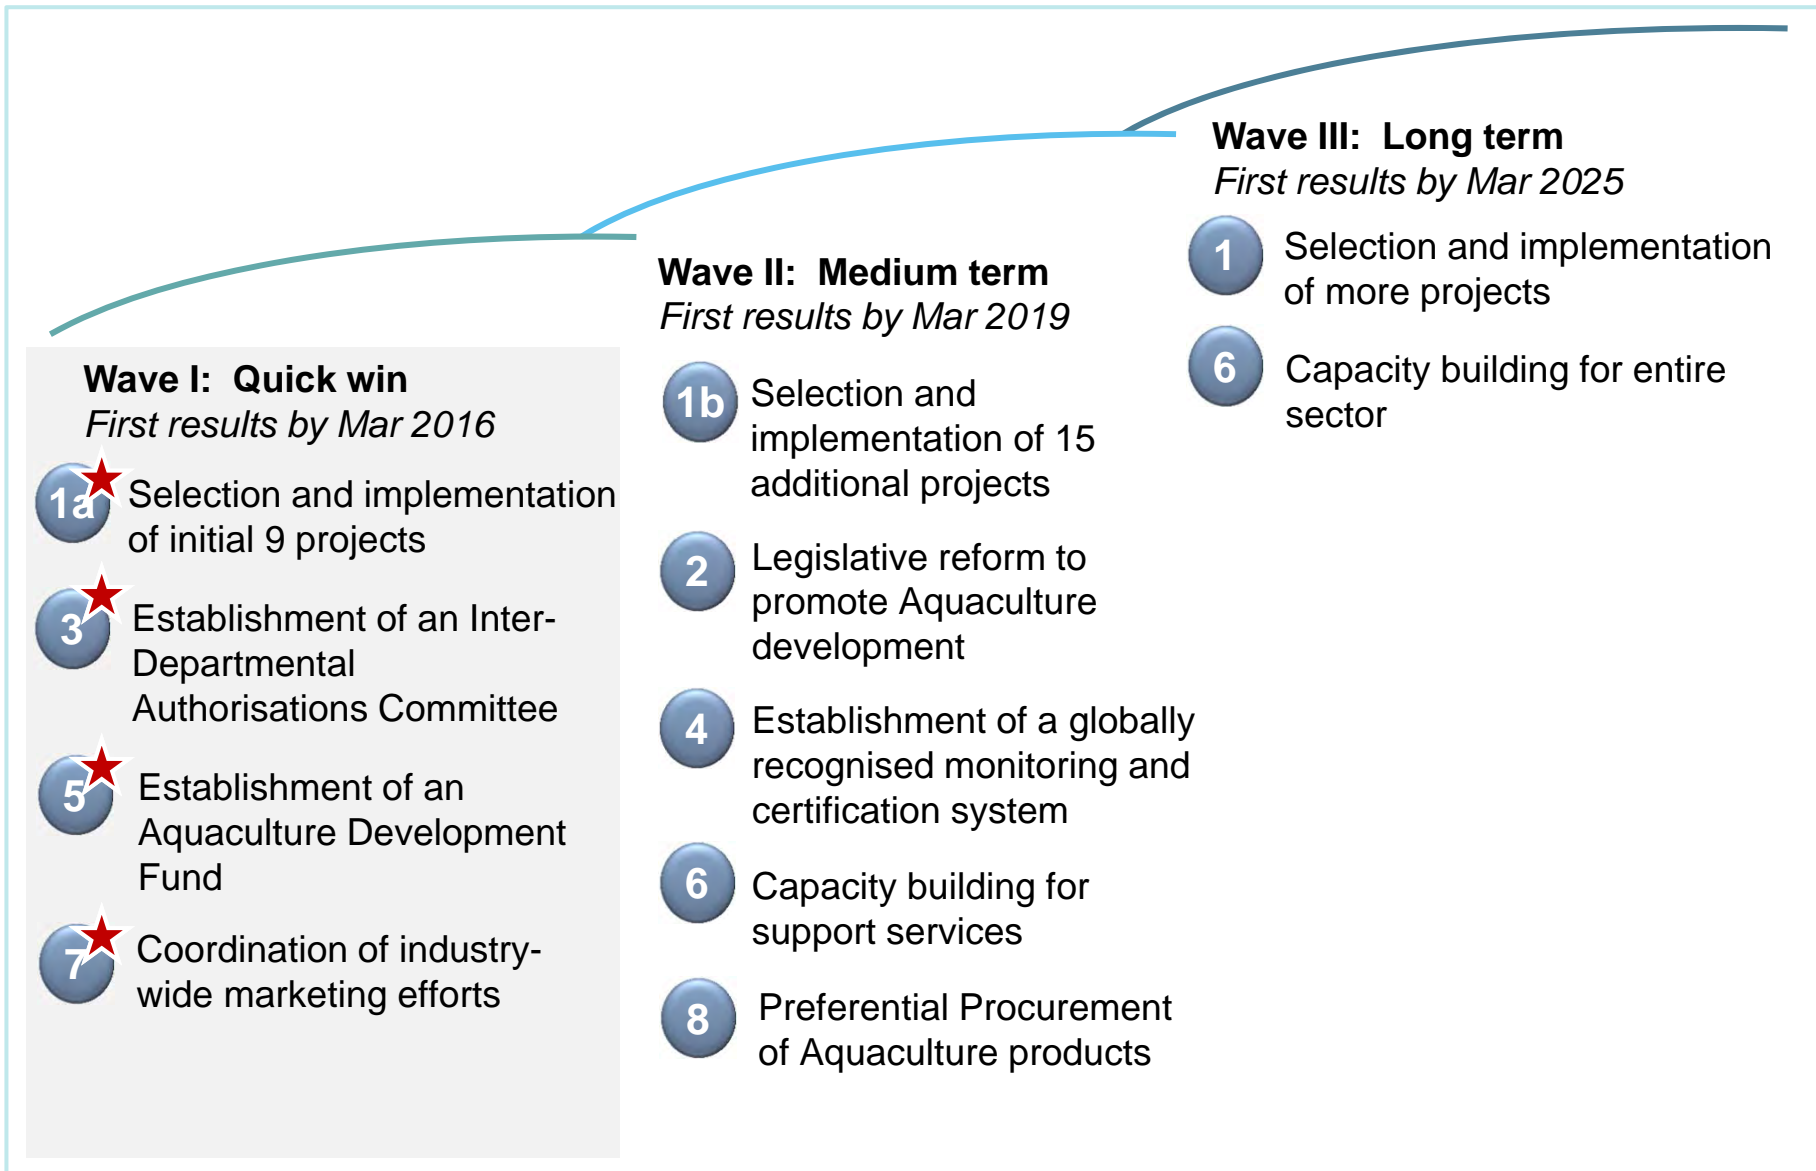 Wave I:  Quick win
First results by Mar 2016
1a
Selection and implementation
of initial 9 projects
3
Establishment of an Inter-
Departmental
Authorisations Committee
5
Establishment of an
Aquaculture Development
Fund
7
Coordination of industry-
wide marketing efforts
Wave II:  Medium term
First results by Mar 2019
1b
Selection and
implementation of 15
additional projects
2
Legislative reform to
promote Aquaculture
development
4
Establishment of a globally
recognised monitoring and
certification system
6
Capacity building for
support services
8
Preferential Procurement
of Aquaculture products
Wave III:  Long term
First results by Mar 2025
1
Selection and implementation
of more projects
6
Capacity building for entire
sector